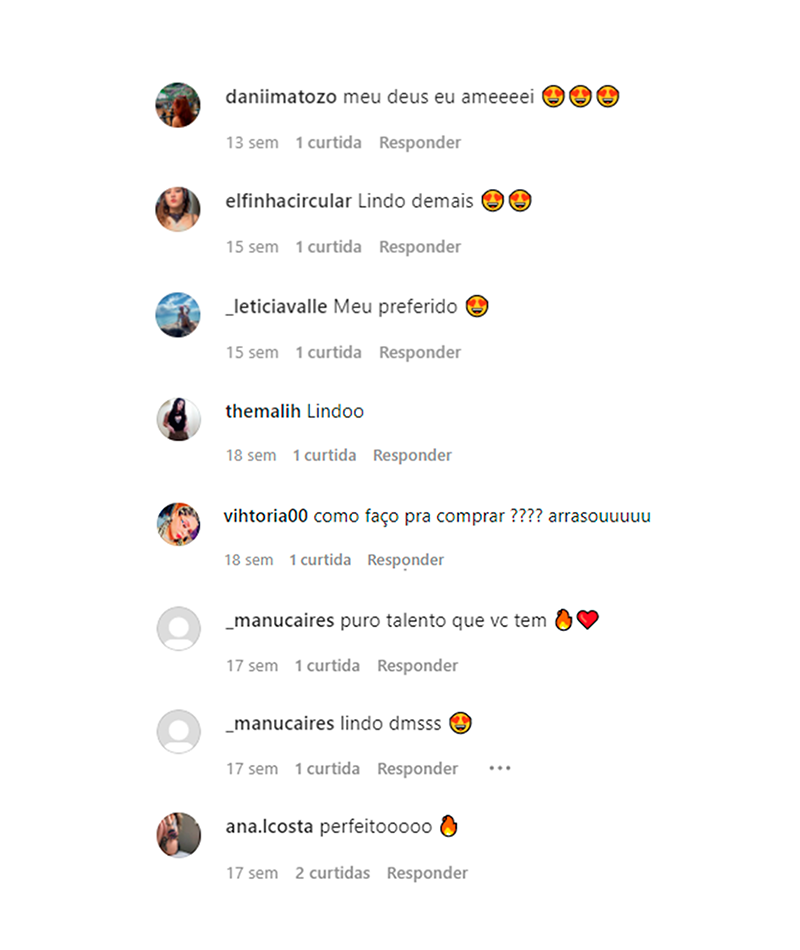 daniimatozo meu deus eu ameeeei 😍😍😍
13 sem 1 curtida Responder
elfinhacircular Lindo demais 😍😍
15 sem 1 curtida Responder
_leticiavalle Meu preferido 😍
15 sem 1 curtida Responder
themalih Lindoo
18 sem 1 curtida Responder
vihtoria00 como faço pra comprar ???? arrasouuuuu
18 sem 1 curtida Responder
_manucaires puro talento que vc tem 🔥❤️
17 sem 1 curtida Responder
_manucaires lindo dmsss 😍
17 sem 1 curtida Responder •••
ana.lcosta perfeitooooo 🔥
17 sem 2 curtidas Responder